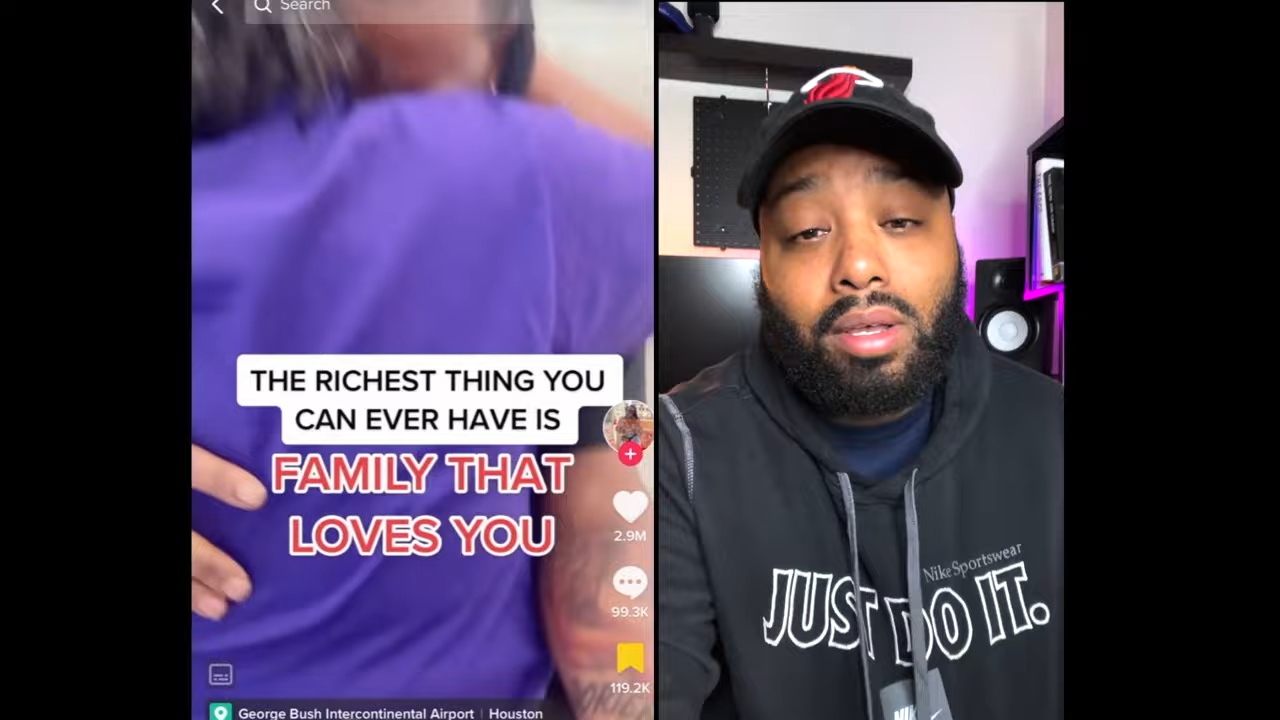 Search
THE RICHEST THING YOU
CAN EVER HAVE IS
FAMILY THAT
LOVES YOU
2.9M
99.3K
119.2K
George Bush Intercontinental Airport | Houston
Nike Sportswear
JUST DO IT.